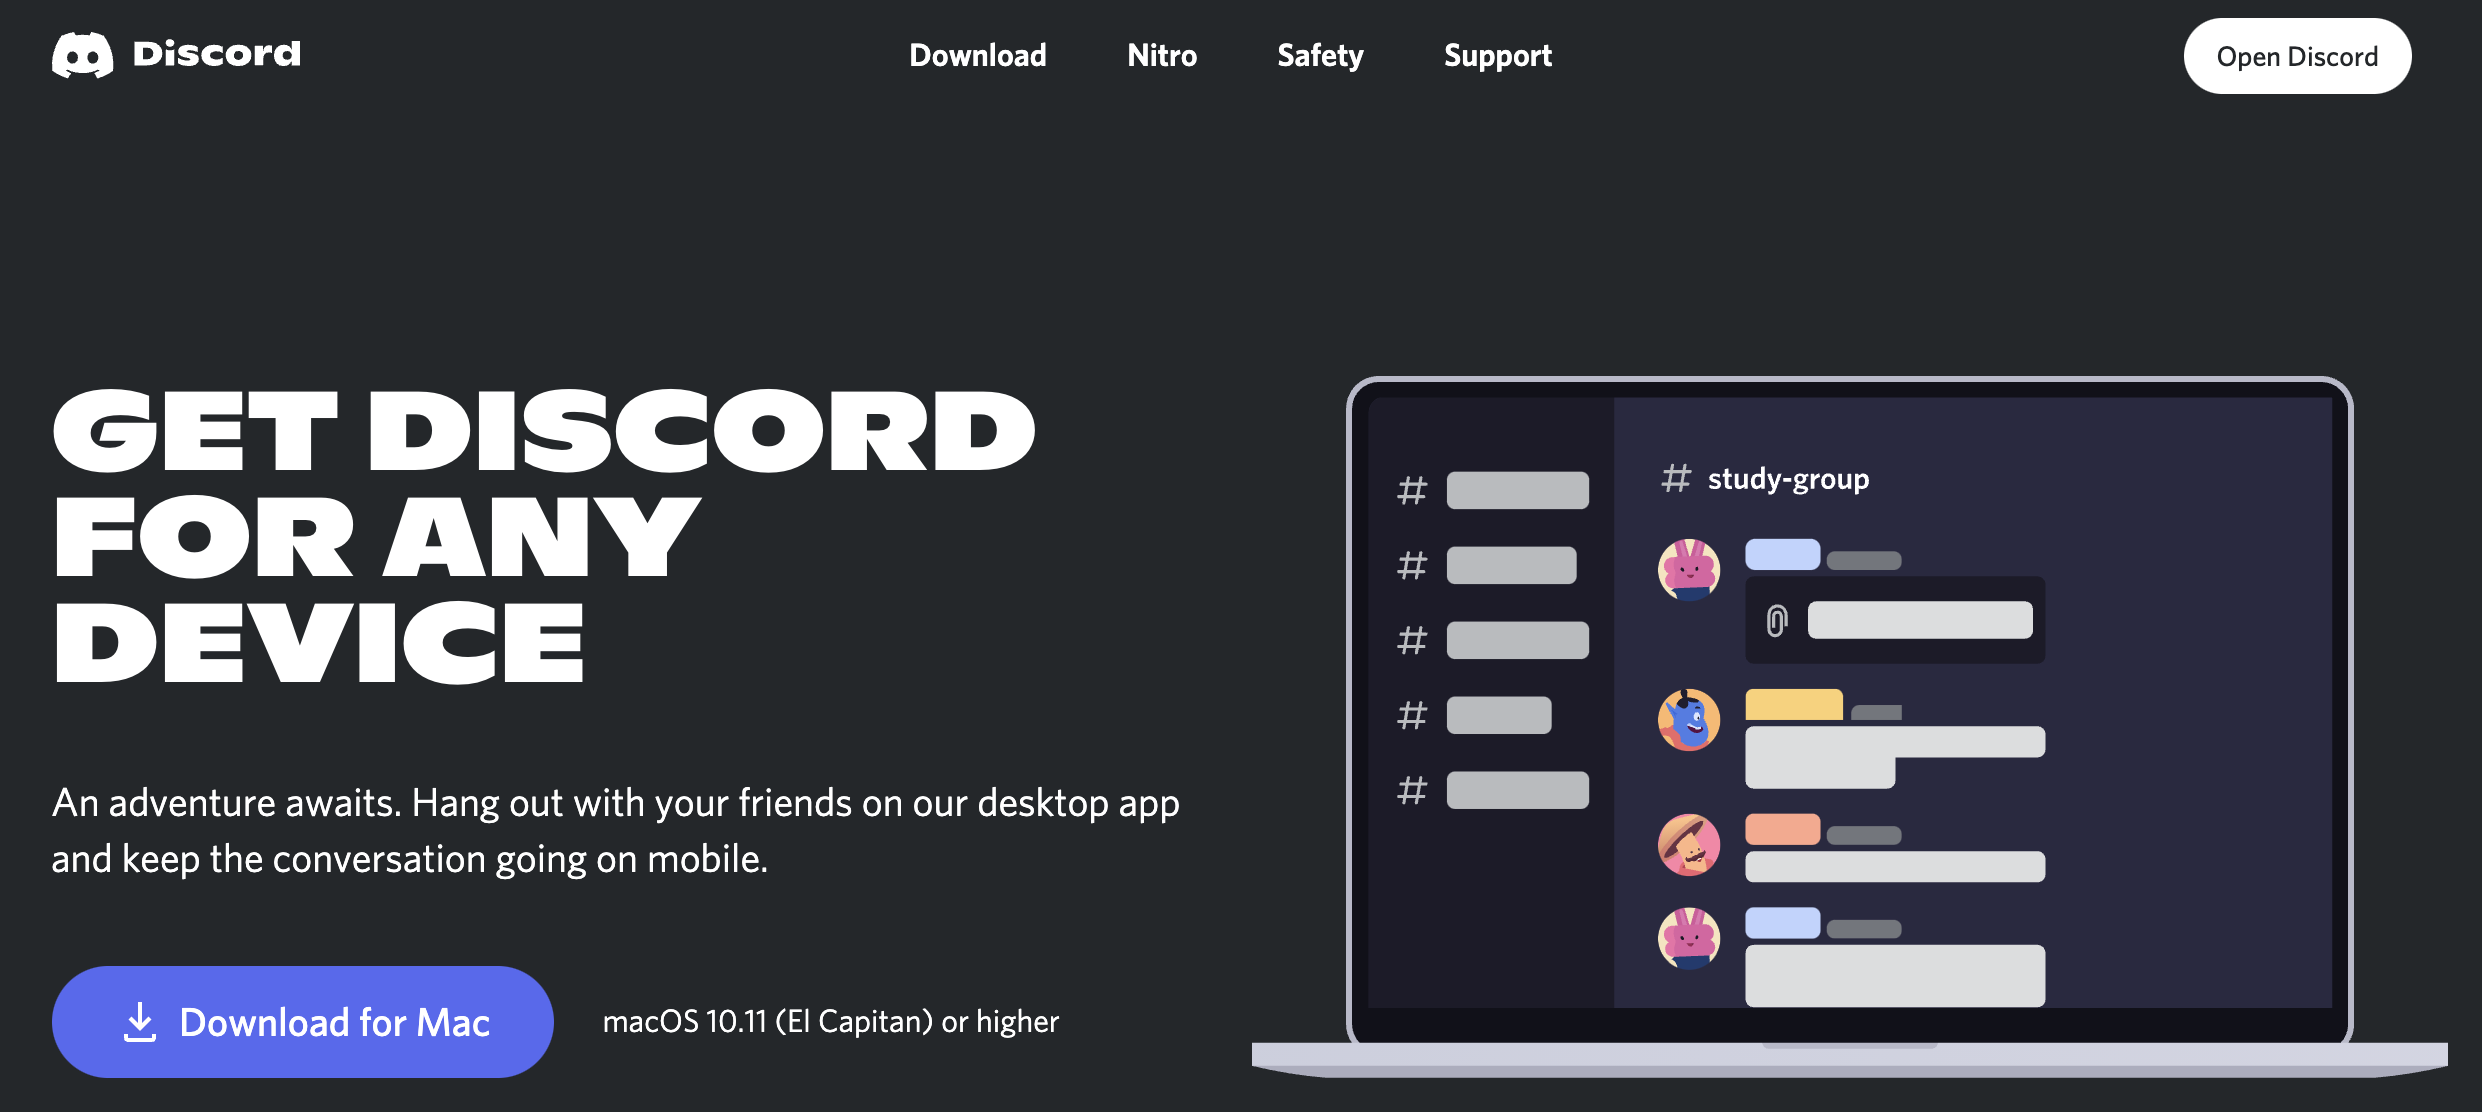 Discord
Download Nitro Safety Support
Open Discord
GET DISCORD
FOR ANY
DEVICE
An adventure awaits. Hang out with your friends on our desktop app
and keep the conversation going on mobile.
Download for Mac
macOS 10.11 (El Capitan) or higher
# study-group
#
#
#
#
#